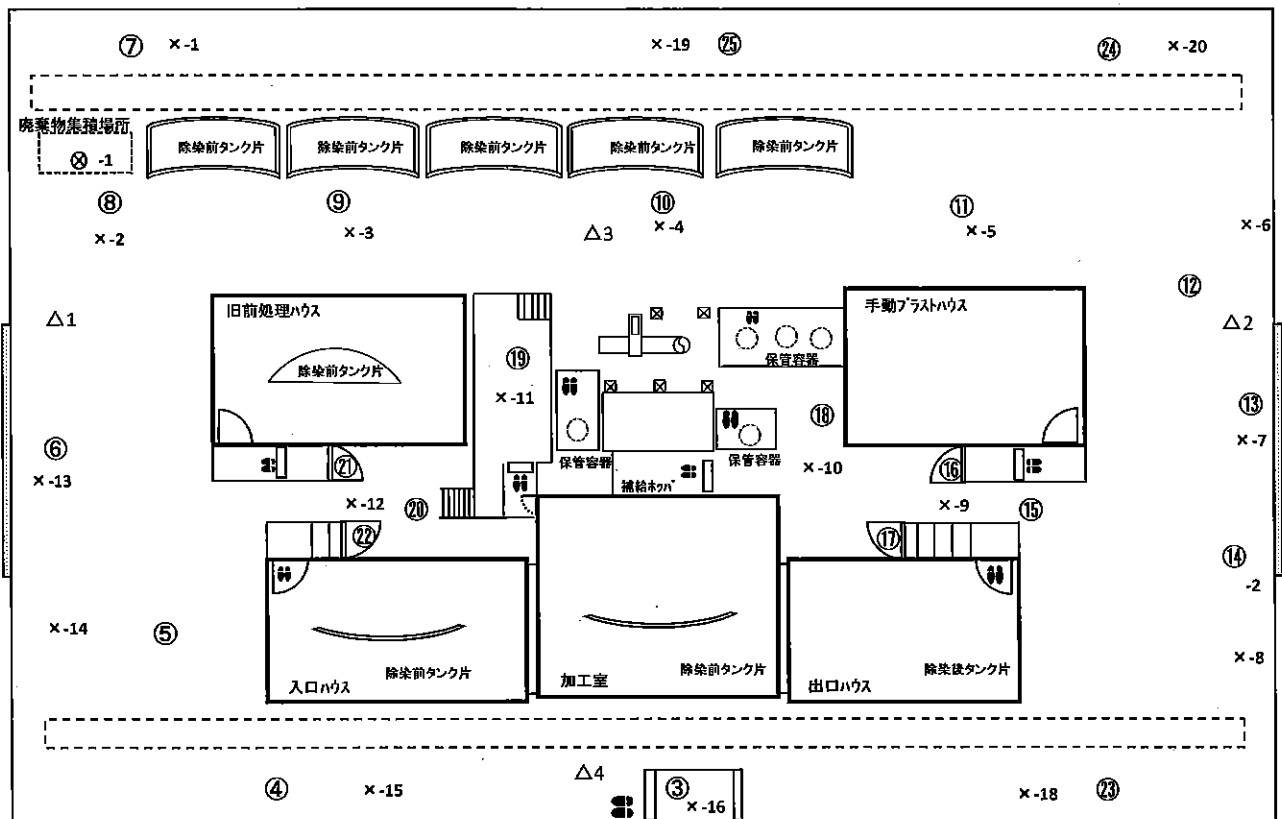 ⑦ ×-1 ×-19 ㉕ ㉔ ×-20
廃棄物集積場所
⊗ -1
除染前タンク片 除染前タンク片 除染前タンク片 除染前タンク片 除染前タンク片
⑧ ⑨ ⑩ ⑪
×-2 ×-3 △3 ×-4 ×-5 ×-6
⑫
旧前処理ハウス 手動ブラストハウス
△1 △2
⑲ 保管容器
除染前タンク片
×-11 ⑱ ⑬
⑥ ×-7
保管容器 保管容器
×-13 ㉑ ×-10 ⑯
補給ホッパ
×-12 ⑳ ×-9 ⑮
㉒ ⑰
⑭
-2
×-14 ⑤
×-8
除染前タンク片 除染前タンク片 除染後タンク片
入口ハウス 加工室 出口ハウス
△4
④ ×-15 ③ ×-18 ㉓
×-16